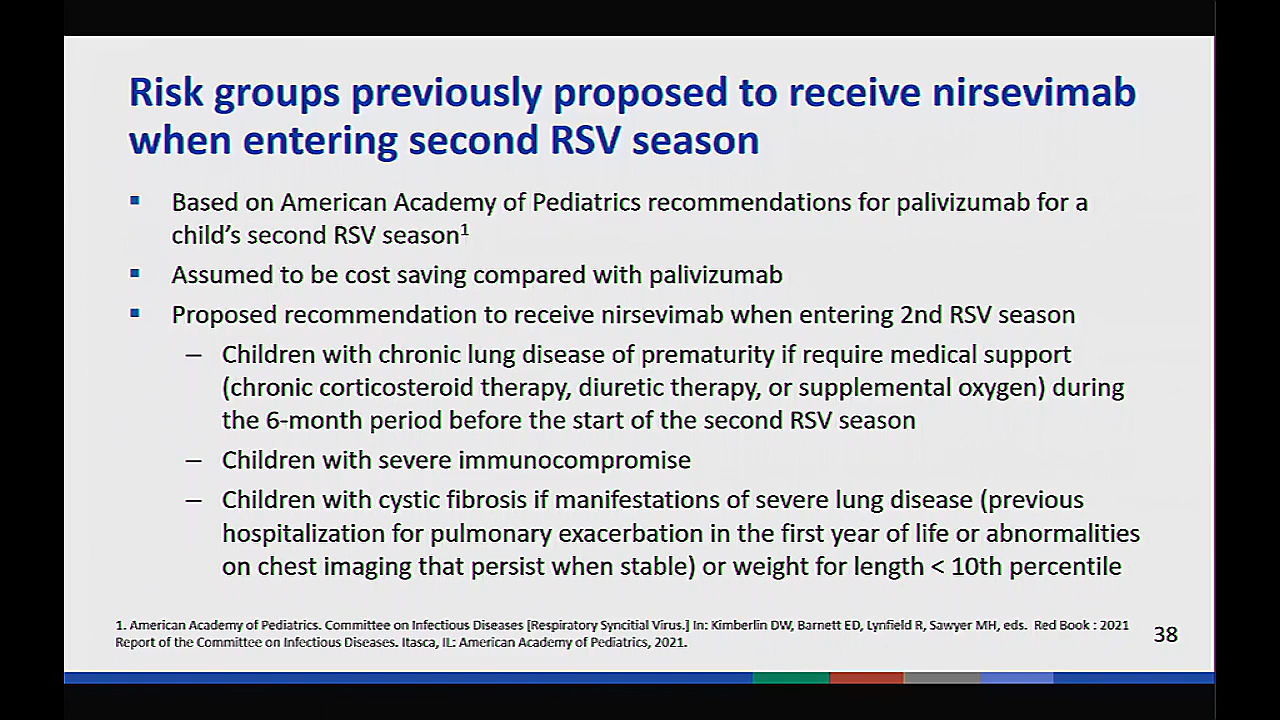 Risk groups previously proposed to receive nirsevimab
when entering second RSV season
▪ Based on American Academy of Pediatrics recommendations for palivizumab for a
child's second RSV season¹
▪ Assumed to be cost saving compared with palivizumab
▪ Proposed recommendation to receive nirsevimab when entering 2nd RSV season
– Children with chronic lung disease of prematurity if require medical support
(chronic corticosteroid therapy, diuretic therapy, or supplemental oxygen) during
the 6-month period before the start of the second RSV season
– Children with severe immunocompromise
– Children with cystic fibrosis if manifestations of severe lung disease (previous
hospitalization for pulmonary exacerbation in the first year of life or abnormalities
on chest imaging that persist when stable) or weight for length < 10th percentile
1. American Academy of Pediatrics. Committee on Infectious Diseases [Respiratory Syncitial Virus.] In: Kimberlin DW, Barnett ED, Lynfield R, Sawyer MH, eds. Red Book : 2021
Report of the Committee on Infectious Diseases. Itasca, IL: American Academy of Pediatrics, 2021.
38